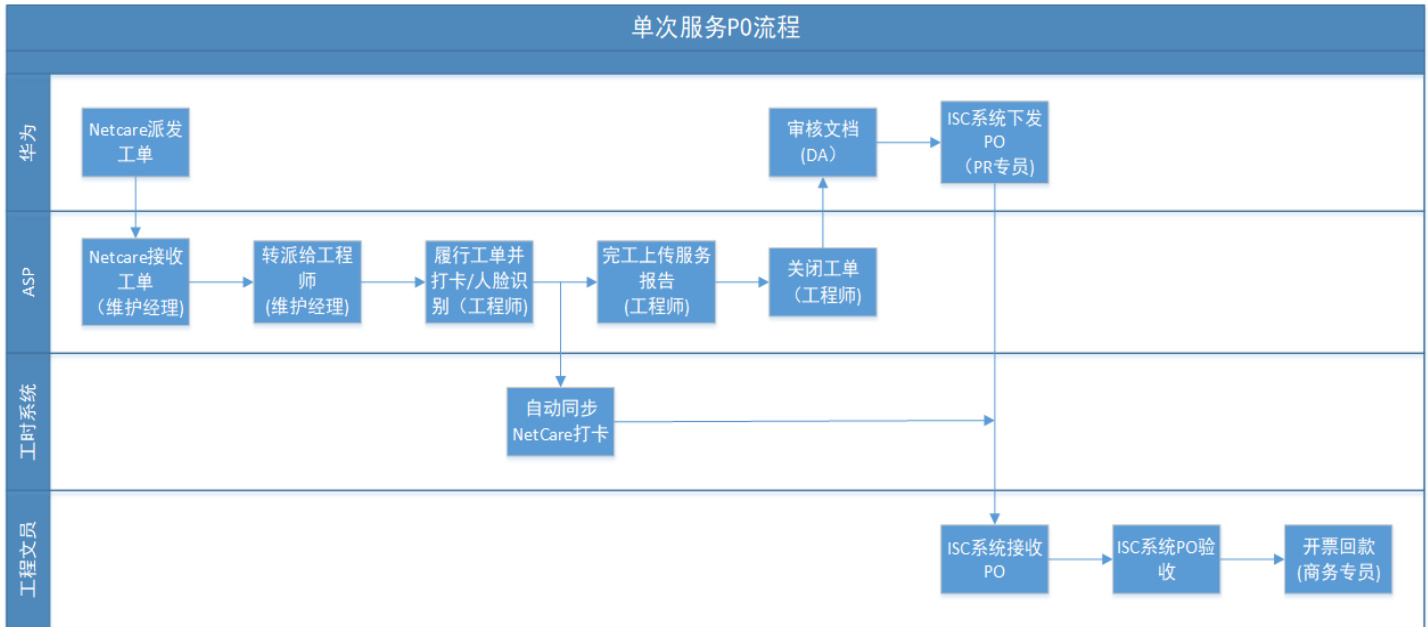 单次服务PO流程
华为
Netcare派发
工单
审核文档
(DA）
ISC系统下发
PO
（PR专员)
ASP
Netcare接收
工单
（维护经理)
转派给工程
师
(维护经理)
履行工单并
打卡/人脸识
别（工程师)
完工上传服务
报告
(工程师)
关闭工单
（工程师)
工时系统
自动同步
NetCare打卡
工程文员
ISC系统接收
PO
ISC系统PO验
收
开票回款
(商务专员)